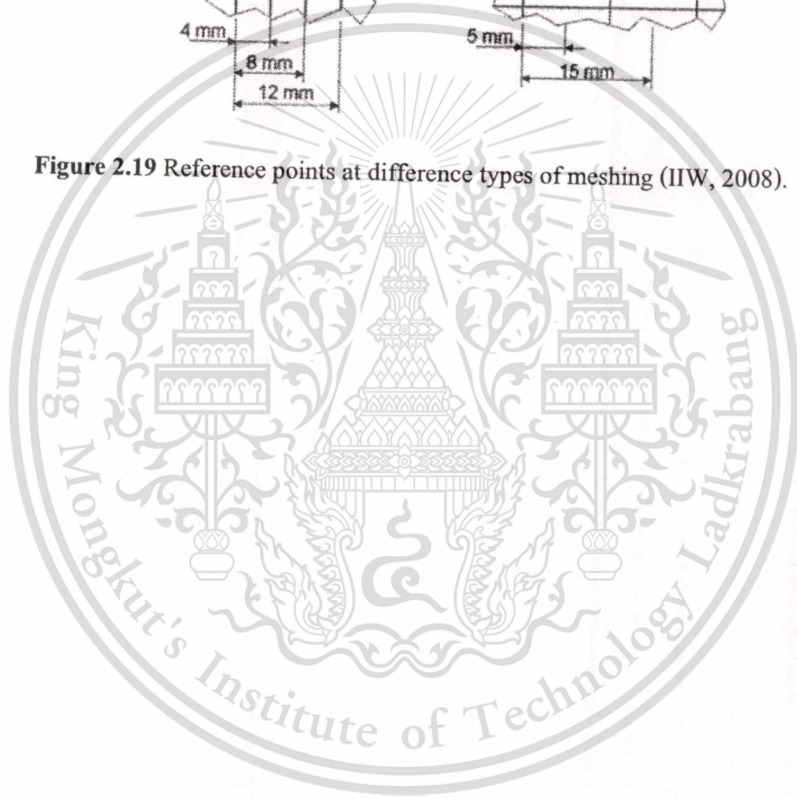 4 mm
8 mm
12 mm
5 mm
15 mm
Figure 2.19 Reference points at difference types of meshing (IIW, 2008).
King Mongkut's Institute of Technology Ladkrabang